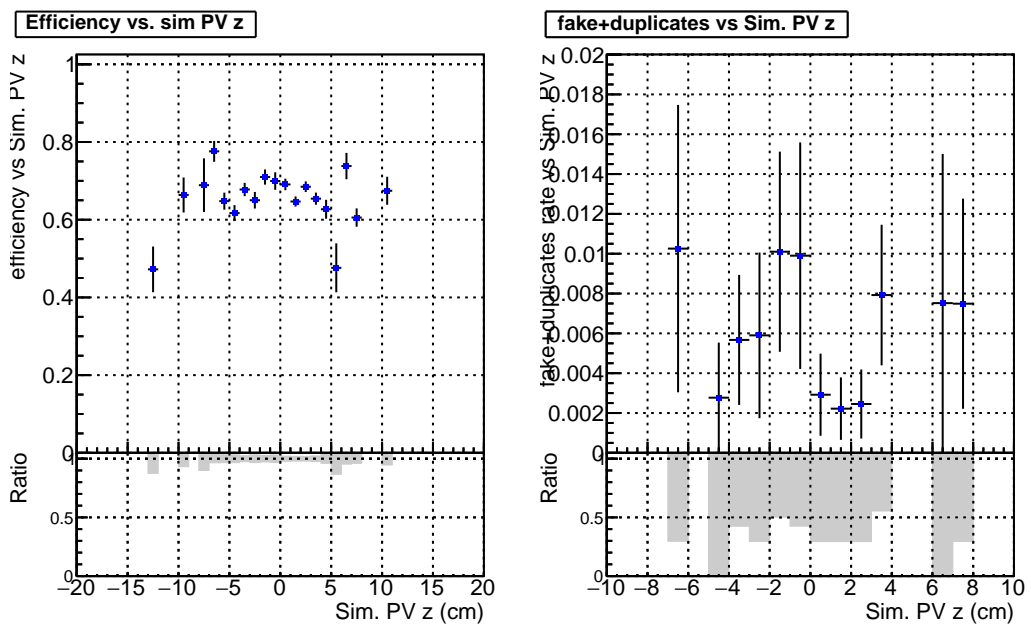 Efficiency vs. sim PV z
efficiency vs Sim. PV z
1
0.8
0.6
0.4
0.2
0
Ratio
1
0.5
0
−20 −15 −10 −5 0 5 10 15 20
Sim. PV z (cm)
fake+duplicates vs Sim. PV z
fake+duplicates rate vs Sim. PV z
0.02
0.018
0.016
0.014
0.012
0.01
0.008
0.006
0.004
0.002
0
Ratio
1
0.5
0
−10 −8 −6 −4 −2 0 2 4 6 8 10
Sim. PV z (cm)